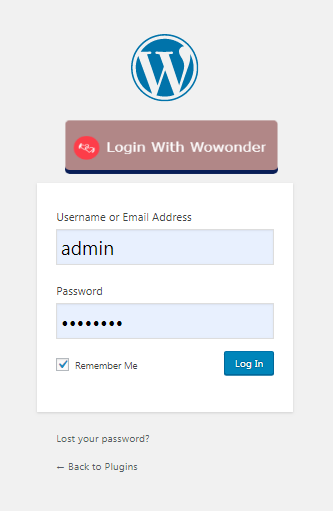 Login With Wowonder
Username or Email Address
admin
Password
••••••••
Remember Me
Log In
Lost your password?
← Back to Plugins